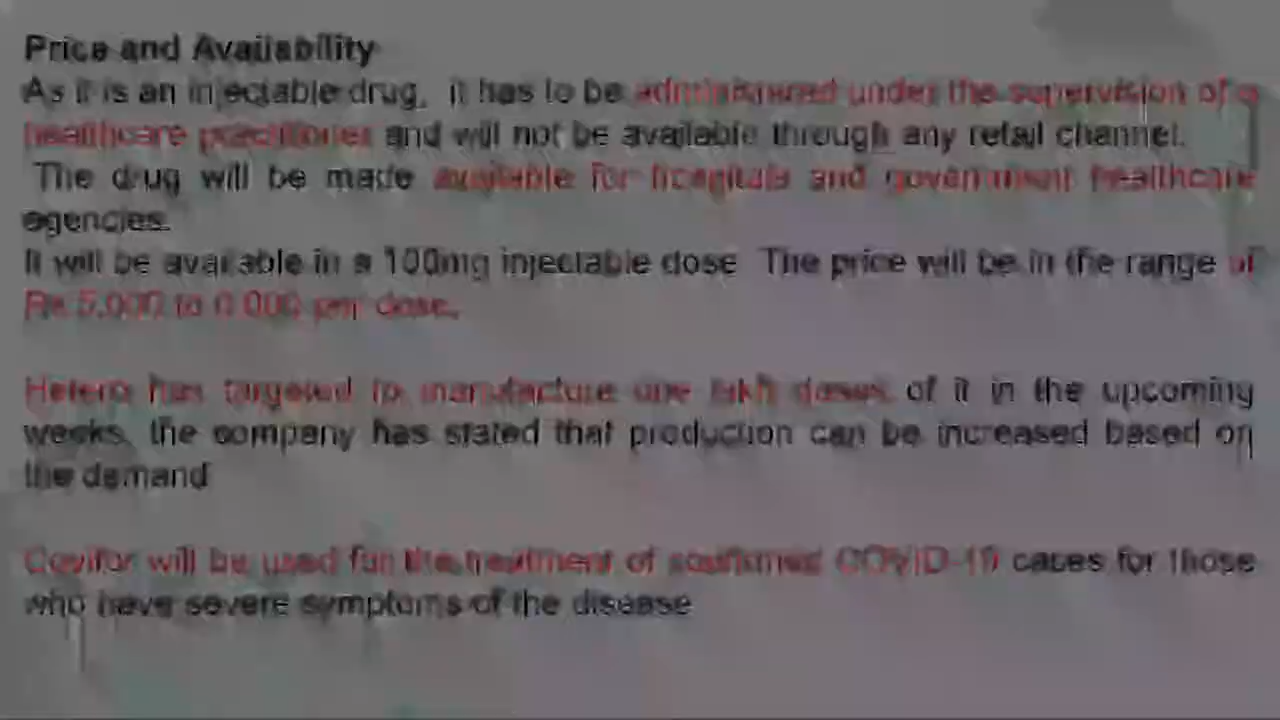 Price and Availability
As it is an injectable drug, it has to be administered under the supervision of a
healthcare practitioner and will not be available through any retail channel.
The drug will be made available for hospitals and government healthcare
agencies.
It will be available in a 100mg injectable dose The price will be in the range of
Rs 5,000 to per dose.
Hetero has targeted to manufacture one lakh doses of it in the upcoming
weeks, the company has stated that production can be increased based on
the demand
Covifor will be used for the treatment of confirmed COVID-19 cases for those
who have severe symptoms of the disease